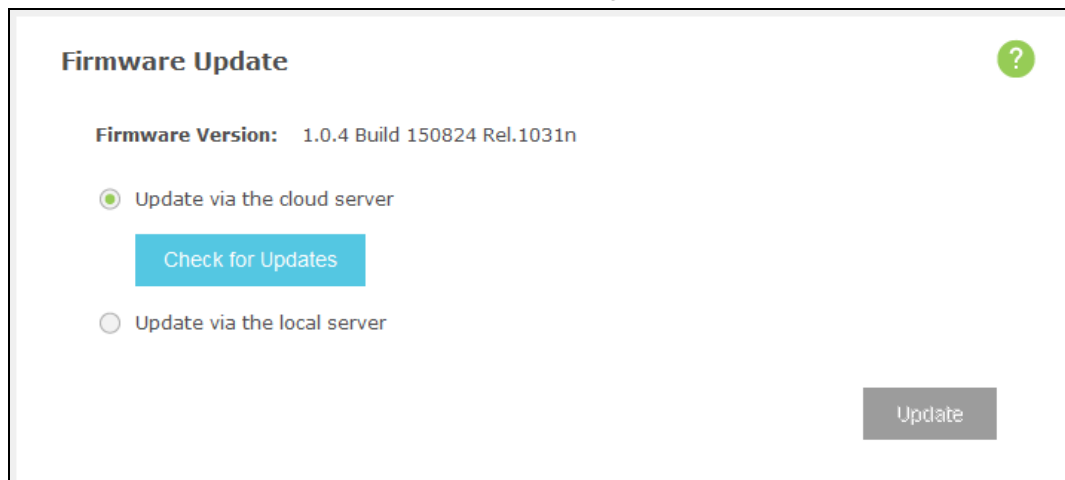 Firmware Update
?
Firmware Version: 1.0.4 Build 150824 Rel.1031n
Update via the cloud server
Check for Updates
Update via the local server
Update